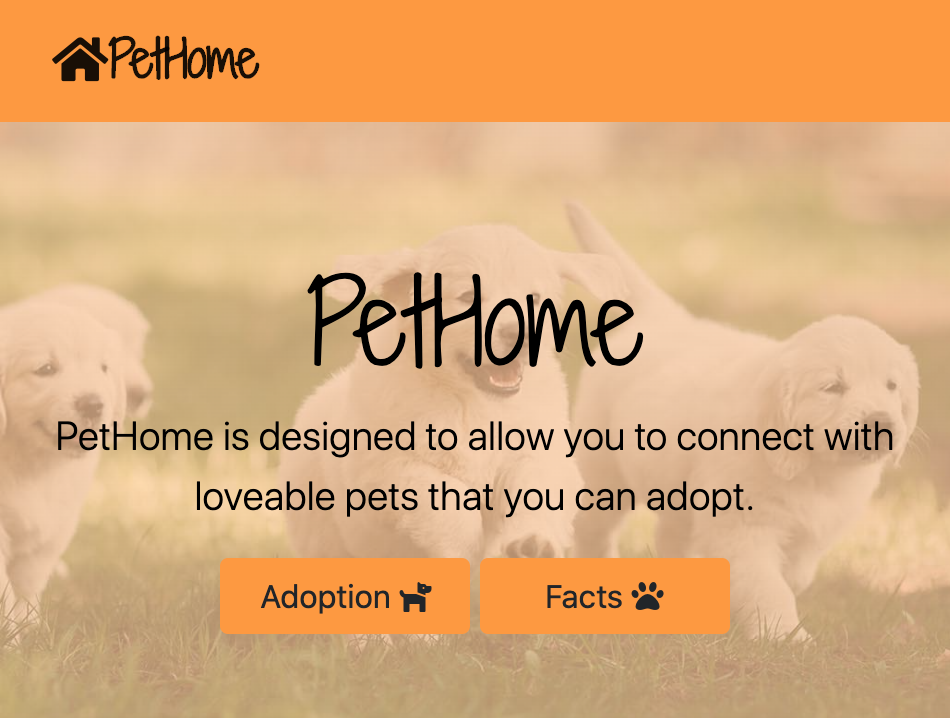 PetHome
PetHome
PetHome is designed to allow you to connect with
loveable pets that you can adopt.
Adoption
Facts